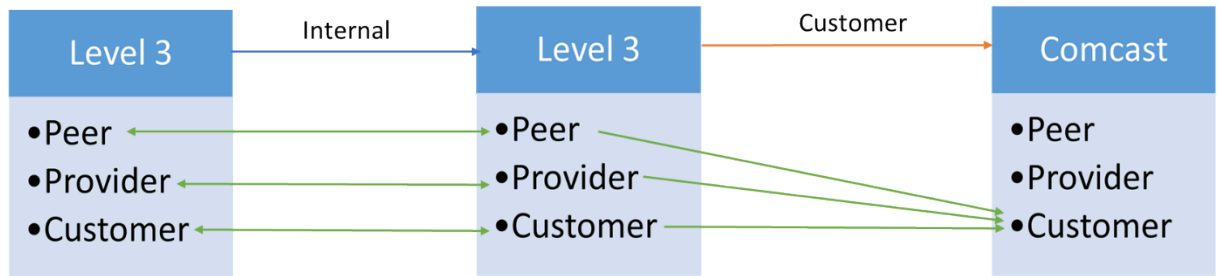 Level 3
Internal
Level 3
Customer
Comcast
•Peer
•Provider
•Customer
•Peer
•Provider
•Customer
•Peer
•Provider
•Customer